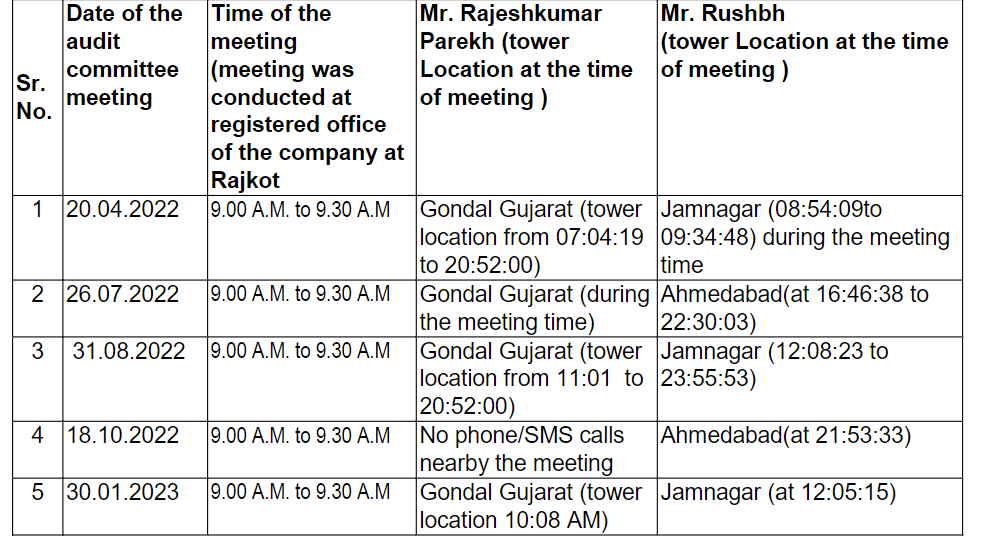 Sr. No.
Date of the audit committee meeting
Time of the meeting (meeting was conducted at registered office of the company at Rajkot
Mr. Rajeshkumar Parekh (tower Location at the time of meeting )
Mr. Rushbh (tower Location at the time of meeting )
1
20.04.2022
9.00 A.M. to 9.30 A.M
Gondal Gujarat (tower
location from 07:04:19
to 20:52:00)
Jamnagar (08:54:09to
09:34:48) during the meeting
time
2
26.07.2022
9.00 A.M. to 9.30 A.M
Gondal Gujarat (during
the meeting time)
Ahmedabad(at 16:46:38 to
22:30:03)
3
31.08.2022
9.00 A.M. to 9.30 A.M
Gondal Gujarat (tower
location from 11:01 to
20:52:00)
Jamnagar (12:08:23 to
23:55:53)
4
18.10.2022
9.00 A.M. to 9.30 A.M
No phone/SMS calls
nearby the meeting
Ahmedabad(at 21:53:33)
5
30.01.2023
9.00 A.M. to 9.30 A.M
Gondal Gujarat (tower
location 10:08 AM)
Jamnagar (at 12:05:15)